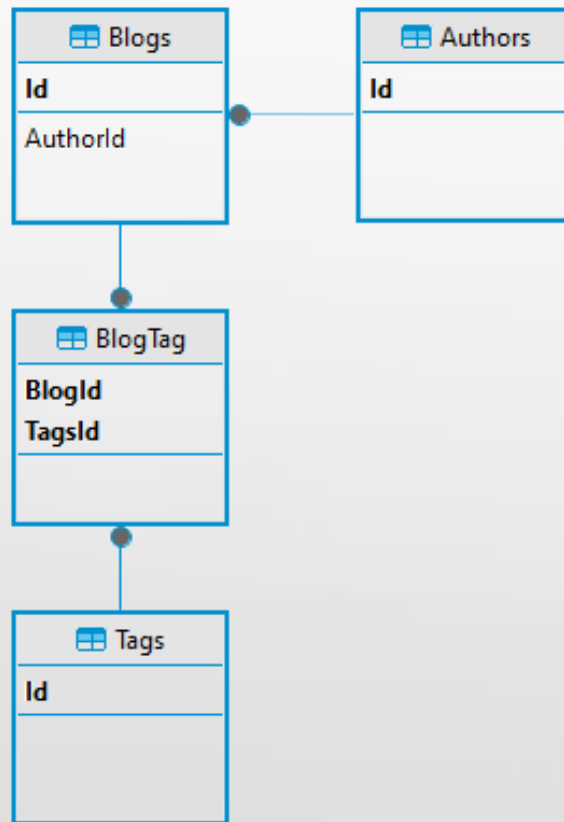 Blogs
Id
AuthorId
Authors
Id
BlogTag
BlogId
TagsId
Tags
Id